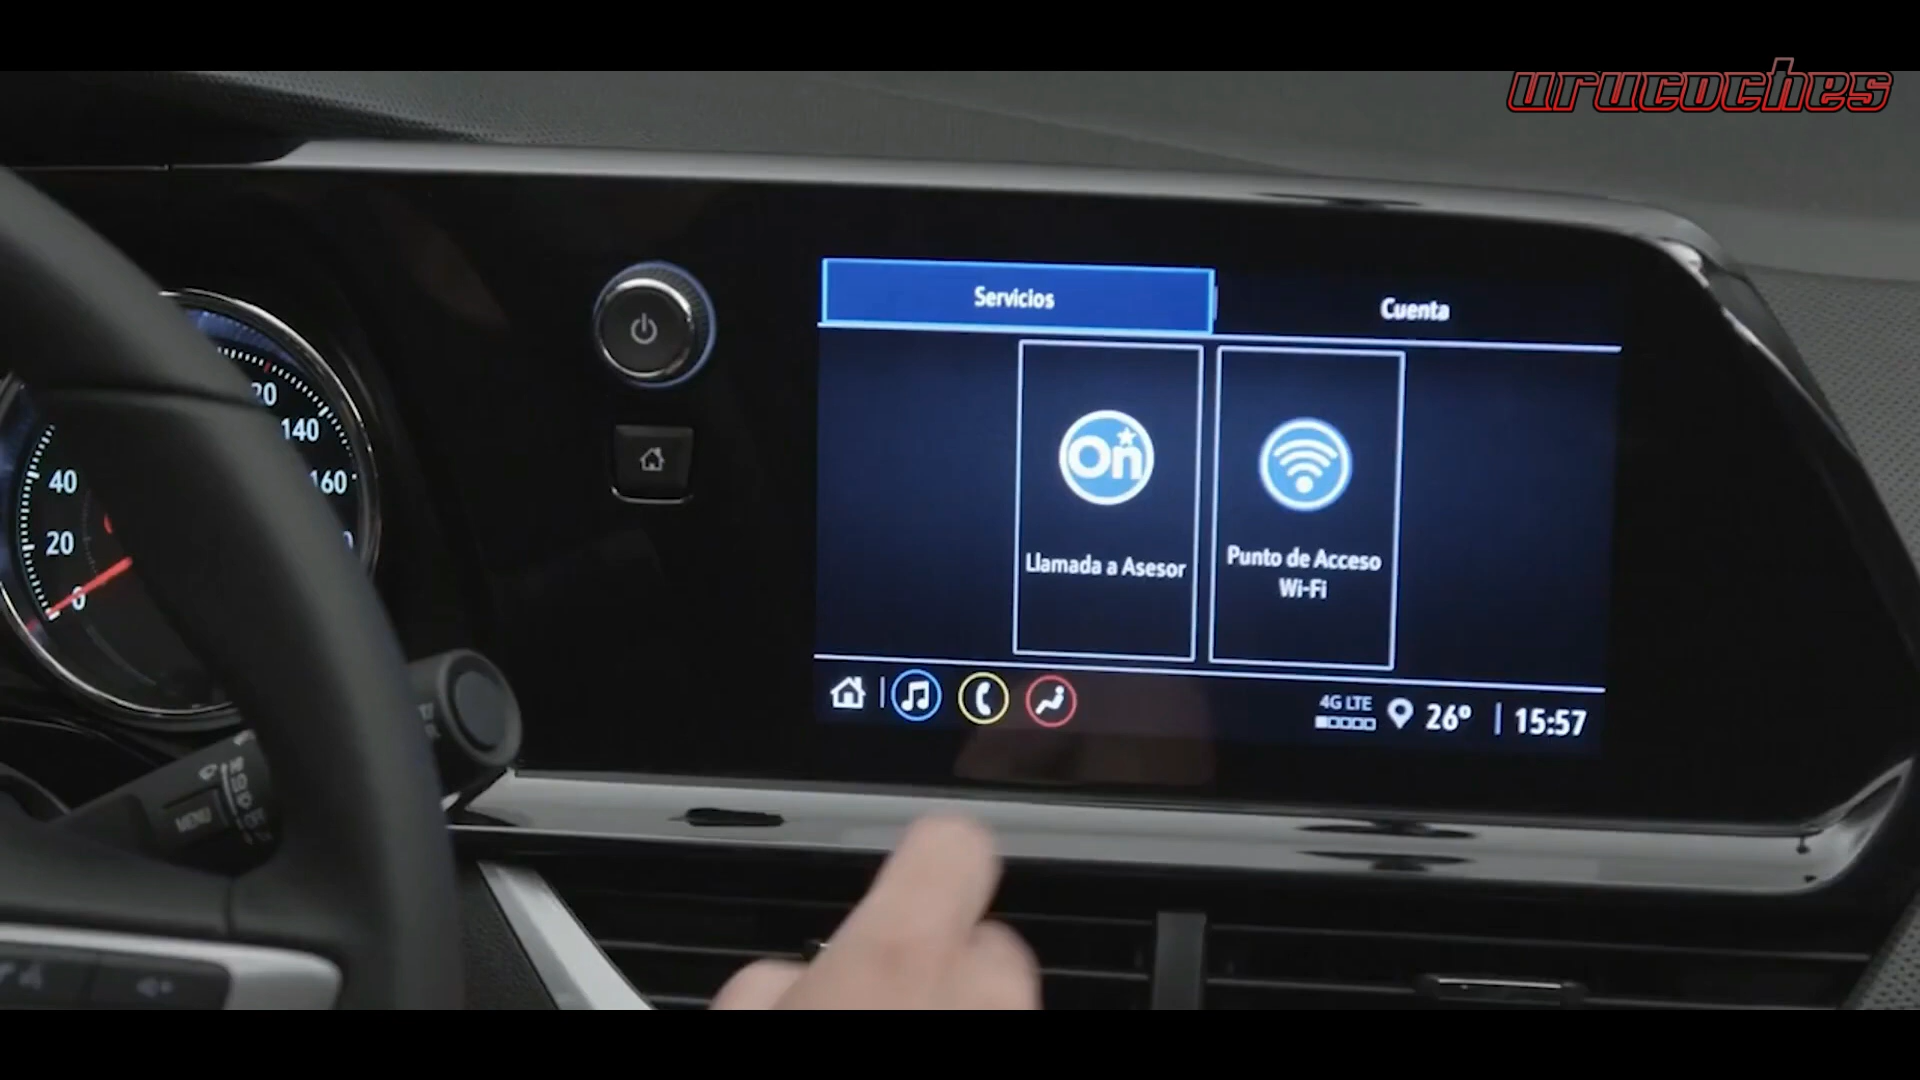 urucoches
Servicios
Cuenta
On
Llamada a Asesor
Punto de Acceso
Wi-Fi
4G LTE
26°
15:57
140
160
40
20
0
MENU